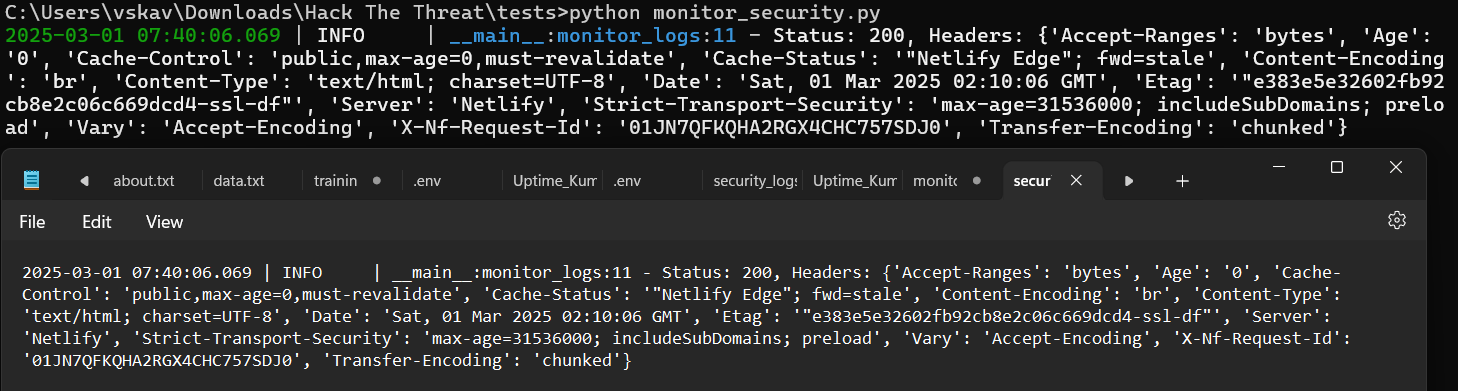 C:\Users\vskav\Downloads\Hack The Threat\tests>python monitor_security.py
2025-03-01 07:40:06.069 | INFO     | __main__:monitor_logs:11 - Status: 200, Headers: {'Accept-Ranges': 'bytes', 'Age':
'0', 'Cache-Control': 'public,max-age=0,must-revalidate', 'Cache-Status': '"Netlify Edge"; fwd=stale', 'Content-Encoding
': 'br', 'Content-Type': 'text/html; charset=UTF-8', 'Date': 'Sat, 01 Mar 2025 02:10:06 GMT', 'Etag': '"e383e5e32602fb92
cb8e2c06c669dcd4-ssl-df"', 'Server': 'Netlify', 'Strict-Transport-Security': 'max-age=31536000; includeSubDomains; prelo
ad', 'Vary': 'Accept-Encoding', 'X-Nf-Request-Id': '01JN7QFKQHA2RGX4CHC757SDJ0', 'Transfer-Encoding': 'chunked'}
about.txt data.txt trainin .env Uptime_Kum .env security_logs Uptime_Kum monito secur
File Edit View
2025-03-01 07:40:06.069 | INFO     | __main__:monitor_logs:11 - Status: 200, Headers: {'Accept-Ranges': 'bytes', 'Age': '0', 'Cache-
Control': 'public,max-age=0,must-revalidate', 'Cache-Status': '"Netlify Edge"; fwd=stale', 'Content-Encoding': 'br', 'Content-Type':
'text/html; charset=UTF-8', 'Date': 'Sat, 01 Mar 2025 02:10:06 GMT', 'Etag': '"e383e5e32602fb92cb8e2c06c669dcd4-ssl-df"', 'Server':
'Netlify', 'Strict-Transport-Security': 'max-age=31536000; includeSubDomains; preload', 'Vary': 'Accept-Encoding', 'X-Nf-Request-Id':
'01JN7QFKQHA2RGX4CHC757SDJ0', 'Transfer-Encoding': 'chunked'}